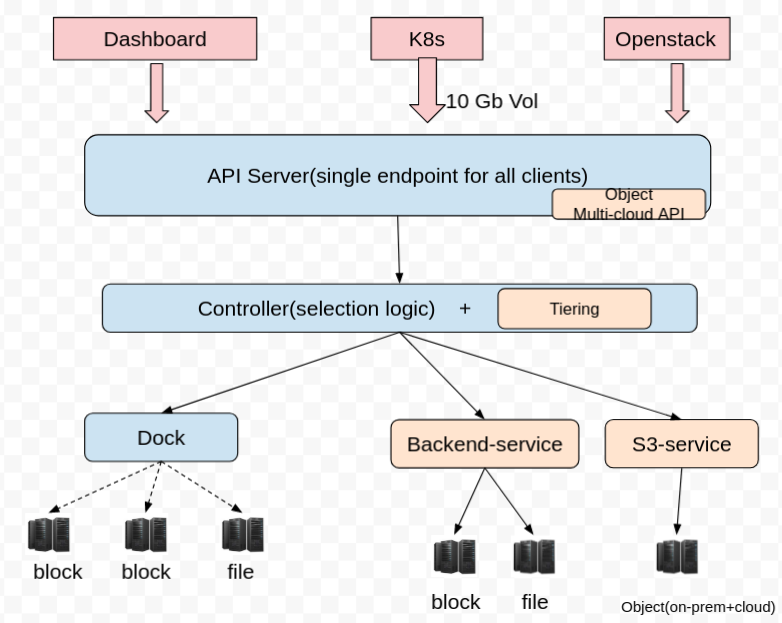 Dashboard
K8s
Openstack
10 Gb Vol
API Server(single endpoint for all clients)
Object
Multi-cloud API
Controller(selection logic) +
Tiering
Dock
Backend-service
S3-service
block
block
file
block
file
Object(on-prem+cloud)